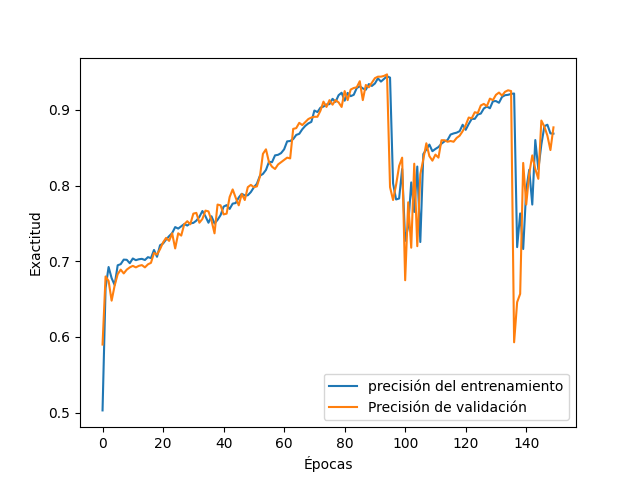 0.9
0.8
0.7
0.6
0.5
Exactitud
0 20 40 60 80 100 120 140
Épocas
precisión del entrenamiento
Precisión de validación